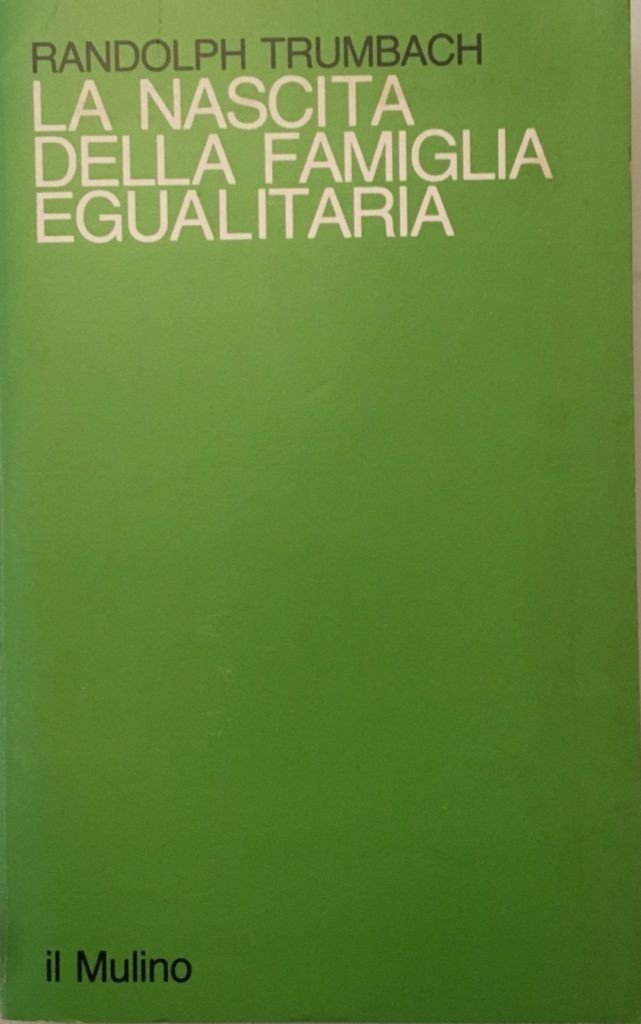 RANDOLPH TRUMBACH
LA NASCITA
DELLA FAMIGLIA
EGUALITARIA
il Mulino